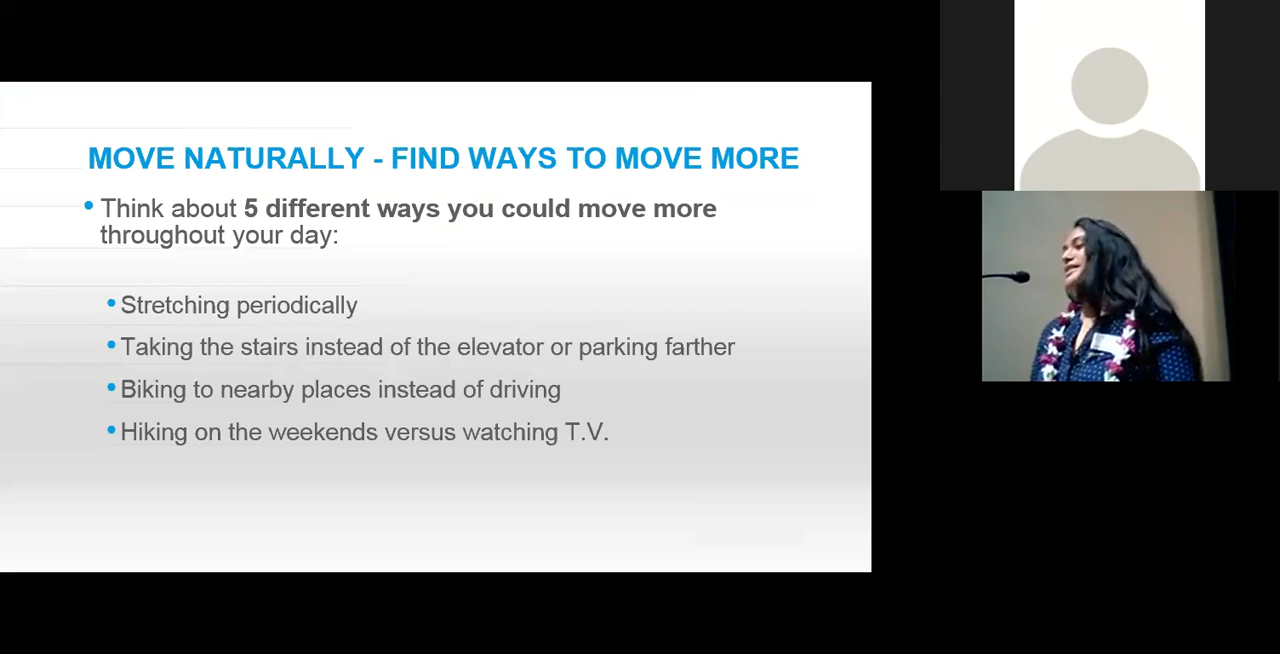 MOVE NATURALLY - FIND WAYS TO MOVE MORE
• Think about 5 different ways you could move more
throughout your day:
• Stretching periodically
• Taking the stairs instead of the elevator or parking farther
• Biking to nearby places instead of driving
• Hiking on the weekends versus watching T.V.